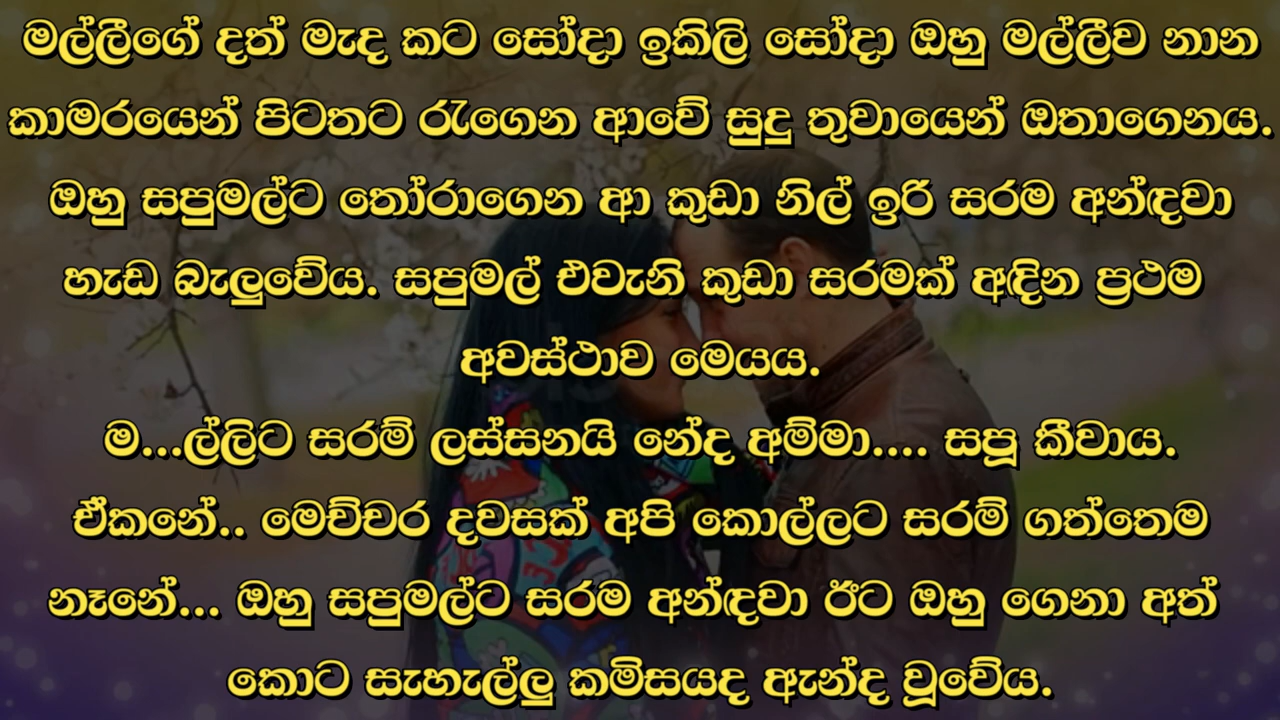 මල්ලීගේ දත් මැද කට සෝදා ඉකිලි සෝදා ඔහු මල්ලීව නාන
කාමරයෙන් පිටතට රැගෙන ආවේ සුදු තුවායෙන් ඔතාගෙනය.
ඔහු සපුමල්ට තෝරාගෙන ආ කුඩා නිල් ඉරි සරම අන්ඳවා
හැඩ බැලුවේය. සපුමල් එවැනි කුඩා සරමක් අඳින ප්‍රථම
අවස්ථාව මෙයය.
ම...ල්ලිට සරම් ලස්සනයි නේද අම්මා.... සපූ කීවාය.
ඒකනේ.. මෙච්චර දවසක් අපි කොල්ලට සරම් ගත්තෙම
නෑනේ... ඔහු සපුමල්ට සරම අන්ඳවා ඊට ඔහු ගෙනා අත්
කොට සැහැල්ලු කමිසයද ඇන්ද වූවේය.